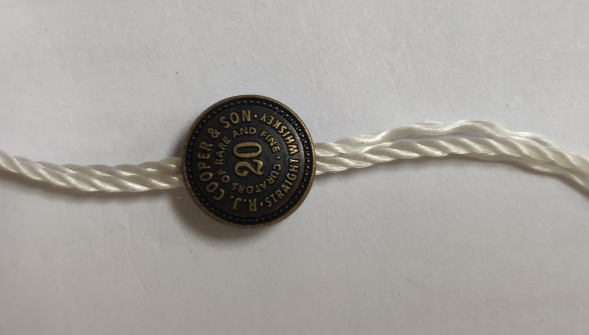 R.J. COOPER & SON · STRAIGHT WHISKEY ·
CURATORS OF RARE AND FINE ·
20